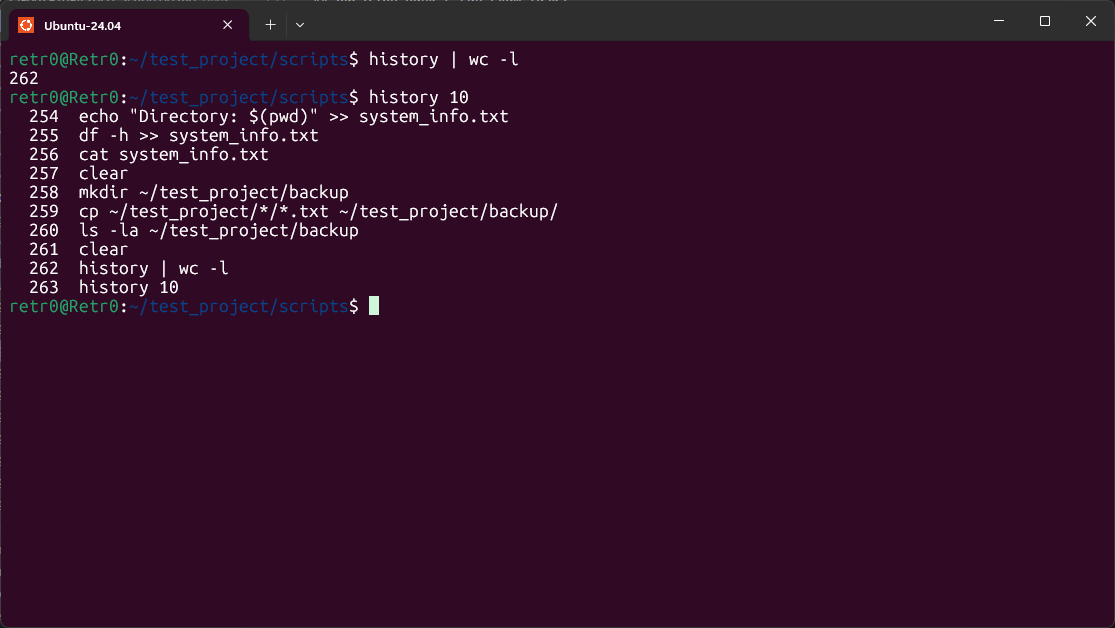 Ubuntu-24.04
retr0@Retr0:~/test_project/scripts$ history | wc -l
262
retr0@Retr0:~/test_project/scripts$ history 10
  254  echo "Directory: $(pwd)" >> system_info.txt
  255  df -h >> system_info.txt
  256  cat system_info.txt
  257  clear
  258  mkdir ~/test_project/backup
  259  cp ~/test_project/*/*.txt ~/test_project/backup/
  260  ls -la ~/test_project/backup
  261  clear
  262  history | wc -l
  263  history 10
retr0@Retr0:~/test_project/scripts$